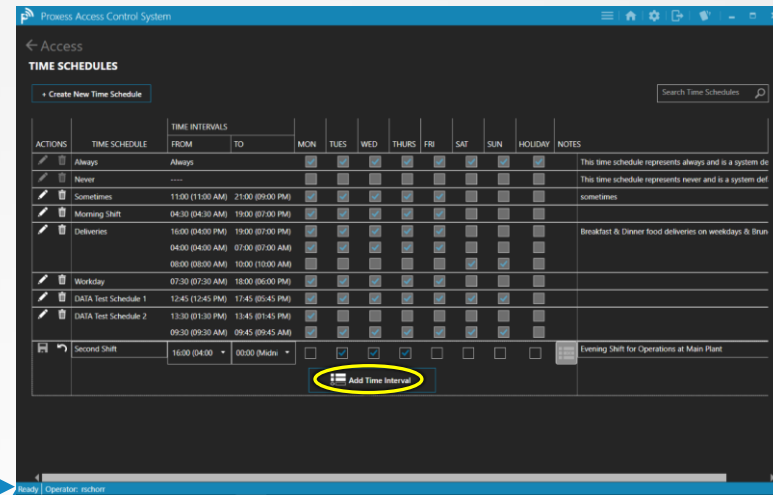 Proxess Access Control System
Access
TIME SCHEDULES
+ Create New Time Schedule
Search Time Schedules
TIME INTERVALS
ACTIONS TIME SCHEDULE FROM TO MON TUES WED THURS FRI SAT SUN HOLIDAY NOTES
Always Always This time schedule represents always and is a system de
Never ---- This time schedule represents never and is a system def
Sometimes 11:00 (11:00 AM) 21:00 (09:00 PM) sometimes
Morning Shift 04:30 (04:30 AM) 19:00 (07:00 PM)
Deliveries 16:00 (04:00 PM) 19:00 (07:00 PM) Breakfast & Dinner food deliveries on weekdays & Brun
04:00 (04:00 AM) 07:00 (07:00 AM)
08:00 (08:00 AM) 10:00 (10:00 AM)
Workday 07:30 (07:30 AM) 18:00 (06:00 PM)
DATA Test Schedule 1 12:45 (12:45 PM) 17:45 (05:45 PM)
DATA Test Schedule 2 13:30 (01:30 PM) 13:45 (01:45 PM)
09:30 (09:30 AM) 09:45 (09:45 AM)
Second Shift 16:00 (04:00 00:00 (Midni Evening Shift for Operations at Main Plant
Add Time Interval
Ready Operator: rschorr